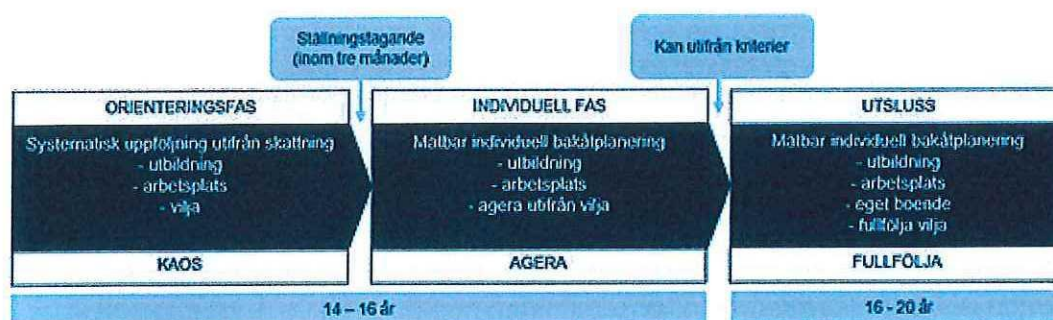 Ställningstagande
(inom tre månader)
Kan utifrån kriterier
ORIENTERINGSFAS
Systematisk uppföljning utifrån skattning
- utbildning
- arbetsplats
- vilja
KAOS
INDIVIDUELL FAS
Mätbar individuell bakåtplanering
- utbildning
- arbetsplats
- agera utifrån vilja
AGERA
UTSLUSS
Mätbar individuell bakåtplanering
- utbildning
- arbetsplats
- eget boende
- fullfölja vilja
FULLFÖLJA
14 – 16 år
16 - 20 år